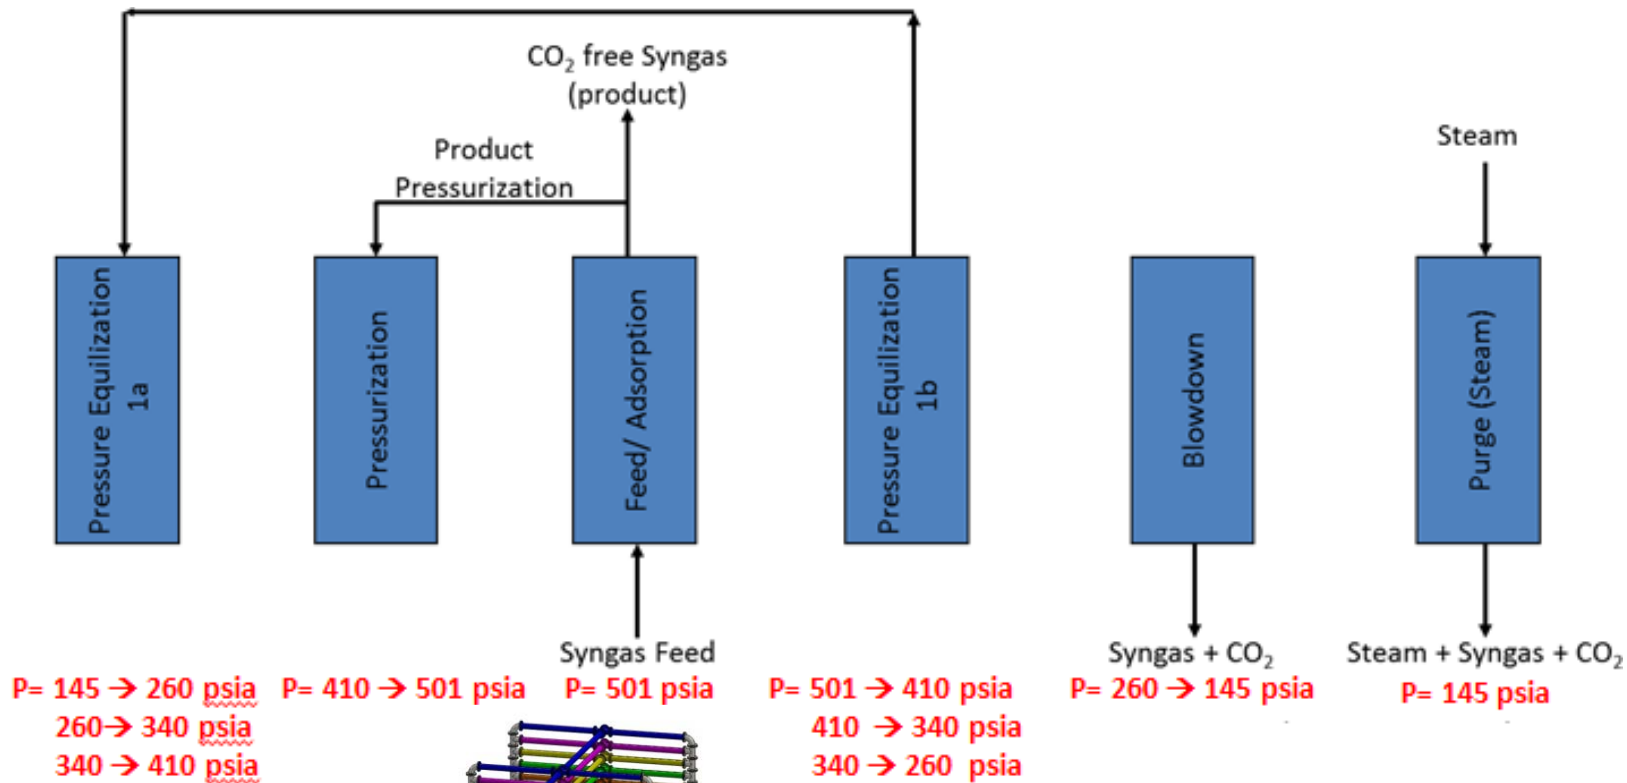 CO₂ free Syngas
(product)
Product
Pressurization
Steam
Pressure Equilization
1a
Pressurization
Feed/ Adsorption
Pressure Equilization
1b
Blowdown
Purge (Steam)
Syngas Feed
Syngas + CO₂
Steam + Syngas + CO₂
P= 145 → 260 psia
260→ 340 psia
340 → 410 psia
P= 410 → 501 psia
P= 501 psia
P= 501 → 410 psia
410 → 340 psia
340 → 260 psia
P= 260 → 145 psia
P= 145 psia